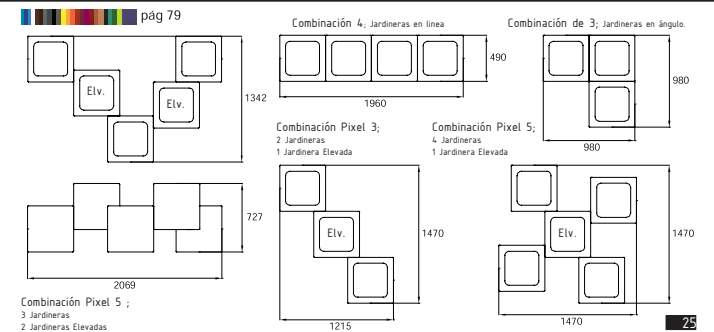 pág 79
Elv.
Elv.
1342
727
2069
Combinación Pixel 5 ;
3 Jardineras
2 Jardineras Elevadas
Combinación 4; Jardineras en linea
490
1960
Combinación de 3; Jardineras en ángulo.
980
980
Combinación Pixel 3;
2 Jardineras
1 Jardinera Elevada
Elv.
1470
1215
Combinación Pixel 5;
4 Jardineras
1 Jardinera Elevada
Elv.
1470
1470
25